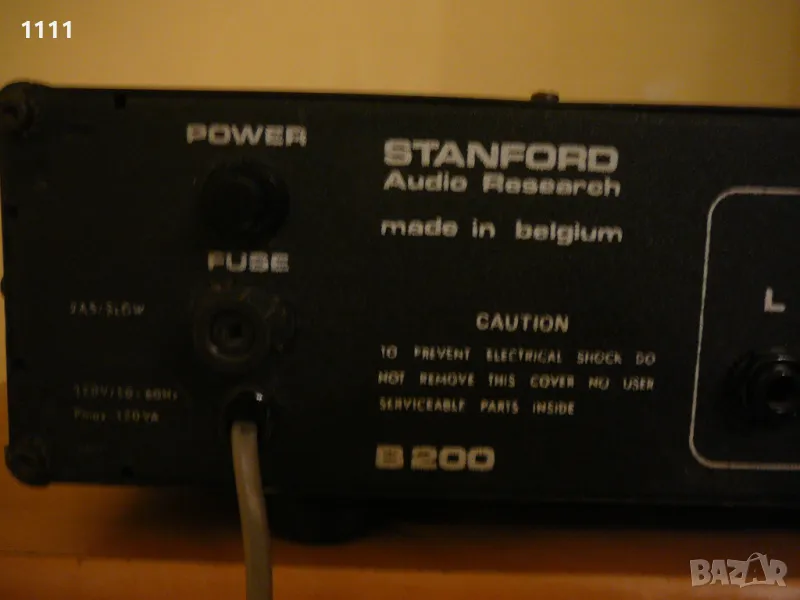 1111
POWER
STANFORD
Audio Research
made in belgium
FUSE
L
CAUTION
TO PREVENT ELECTRICAL SHOCK DO
NOT REMOVE THIS COVER NO USER
SERVICEABLE PARTS INSIDE
B 200
BAZAR